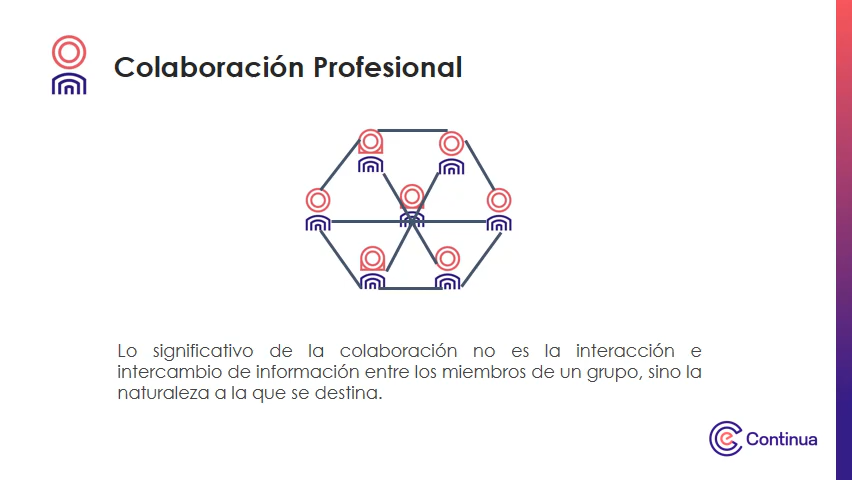 Colaboración Profesional
Lo significativo de la colaboración no es la interacción e
intercambio de información entre los miembros de un grupo, sino la
naturaleza a la que se destina.
Continua